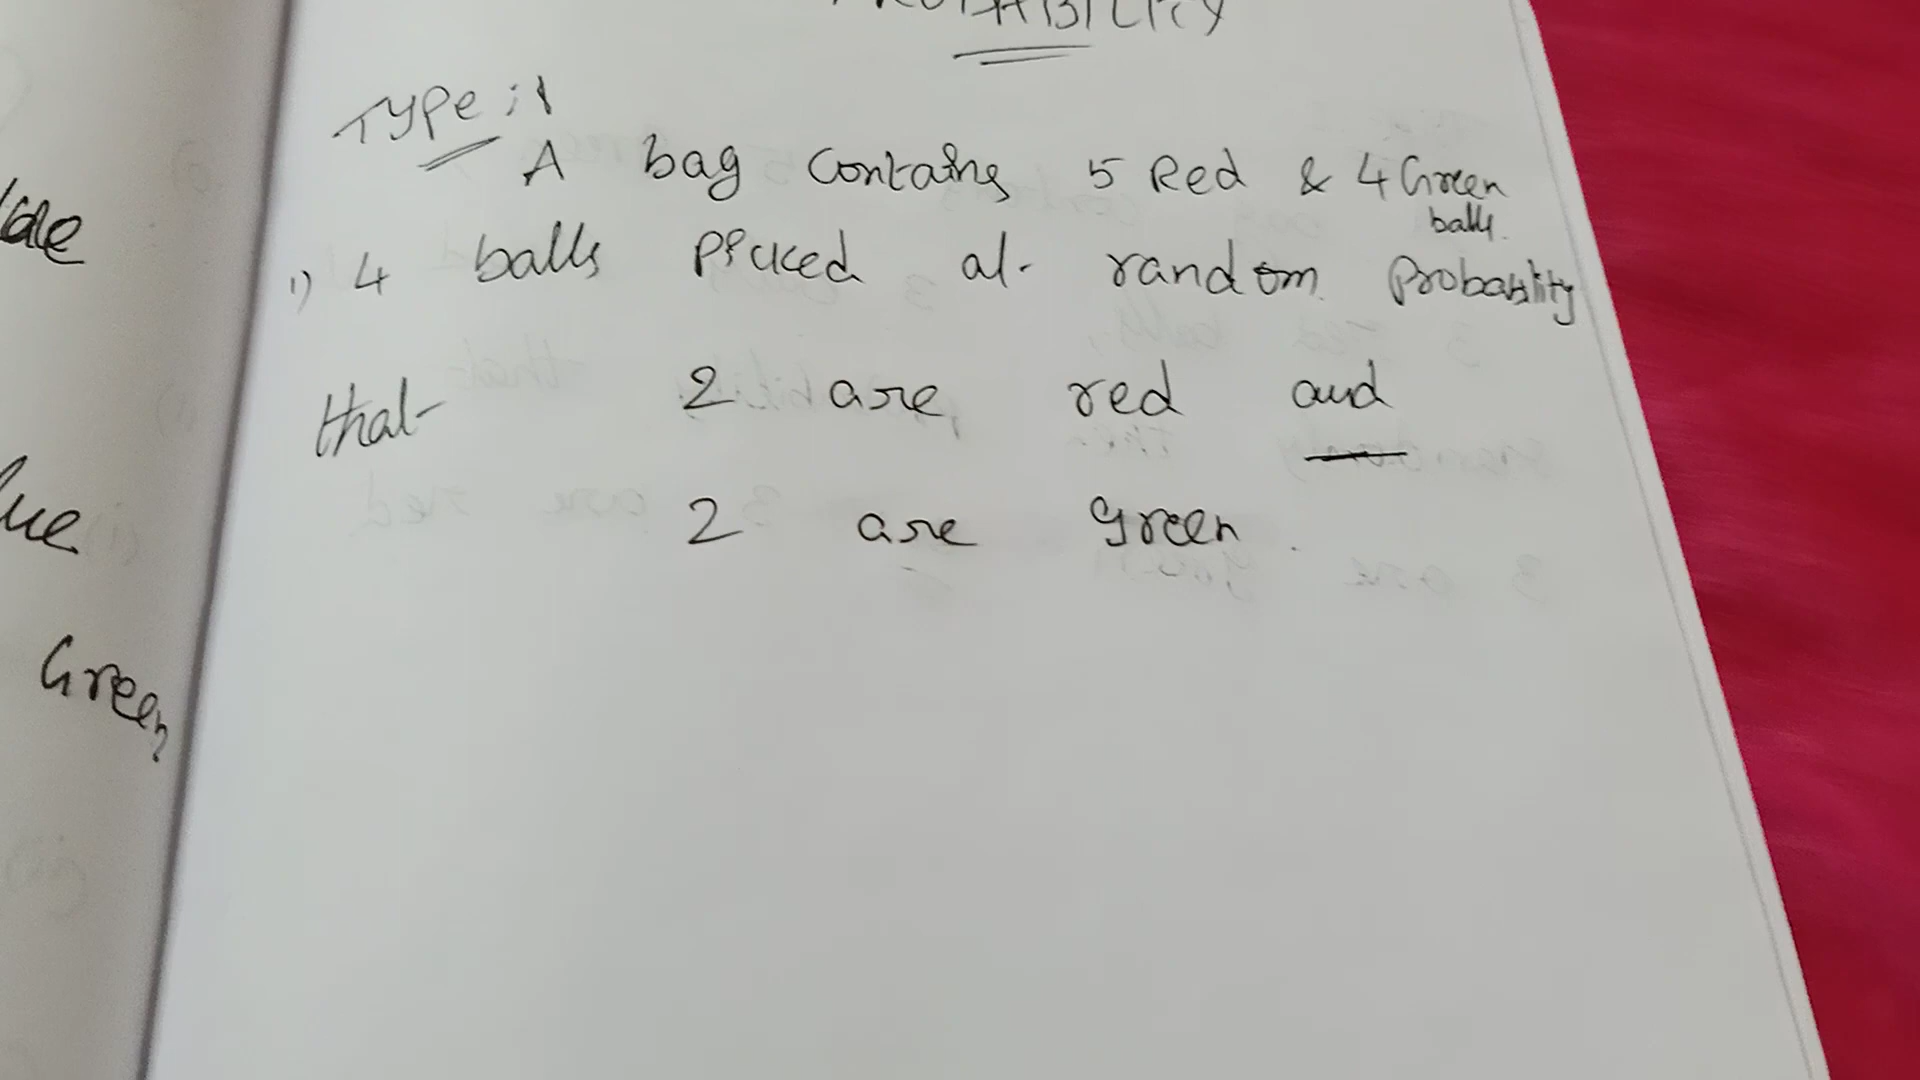 PROBABILITY
Type:1
A bag contains 5 Red & 4 Green
balls.
1) 4 balls picked at random probability
that 2 are red and
2 are green.
Green